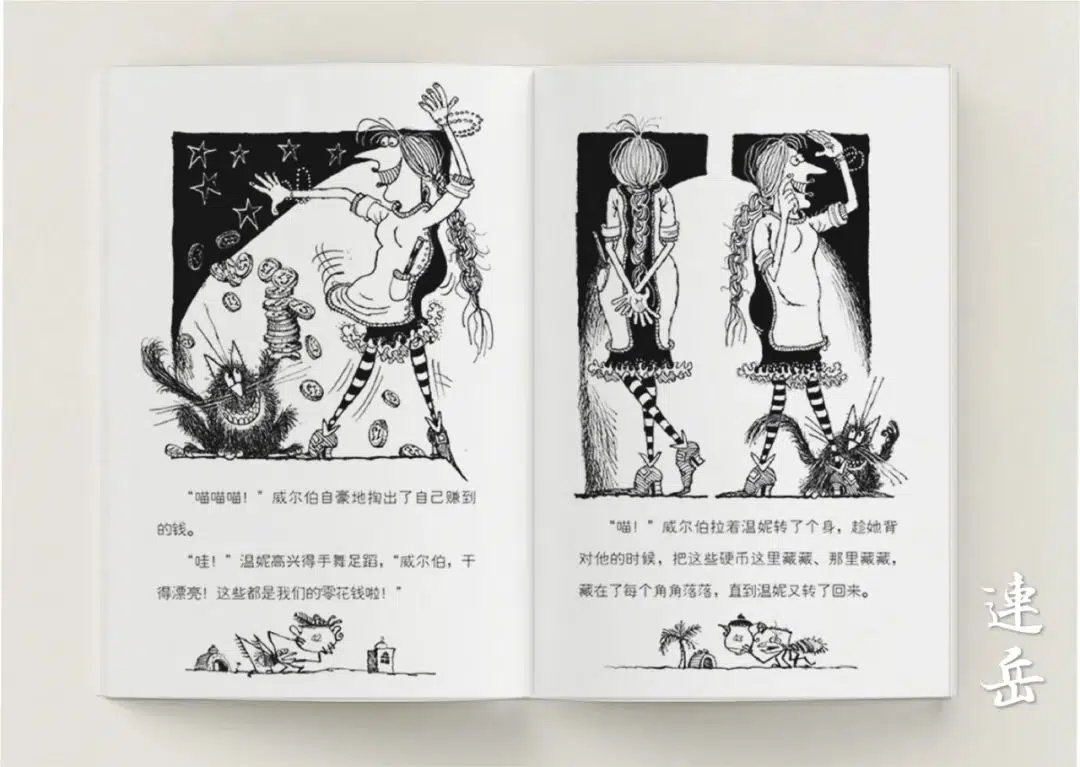 “喵喵喵！”威尔伯自豪地掏出了自己赚到
的钱。
“哇！”温妮高兴得手舞足蹈，“威尔伯，干
得漂亮！这些都是我们的零花钱啦！”
42
“喵！”威尔伯拉着温妮转了个身，趁她背
对他的时候，把这些硬币这里藏藏、那里藏藏，
藏在了每个角角落落，直到温妮又转了回来。
43
連岳